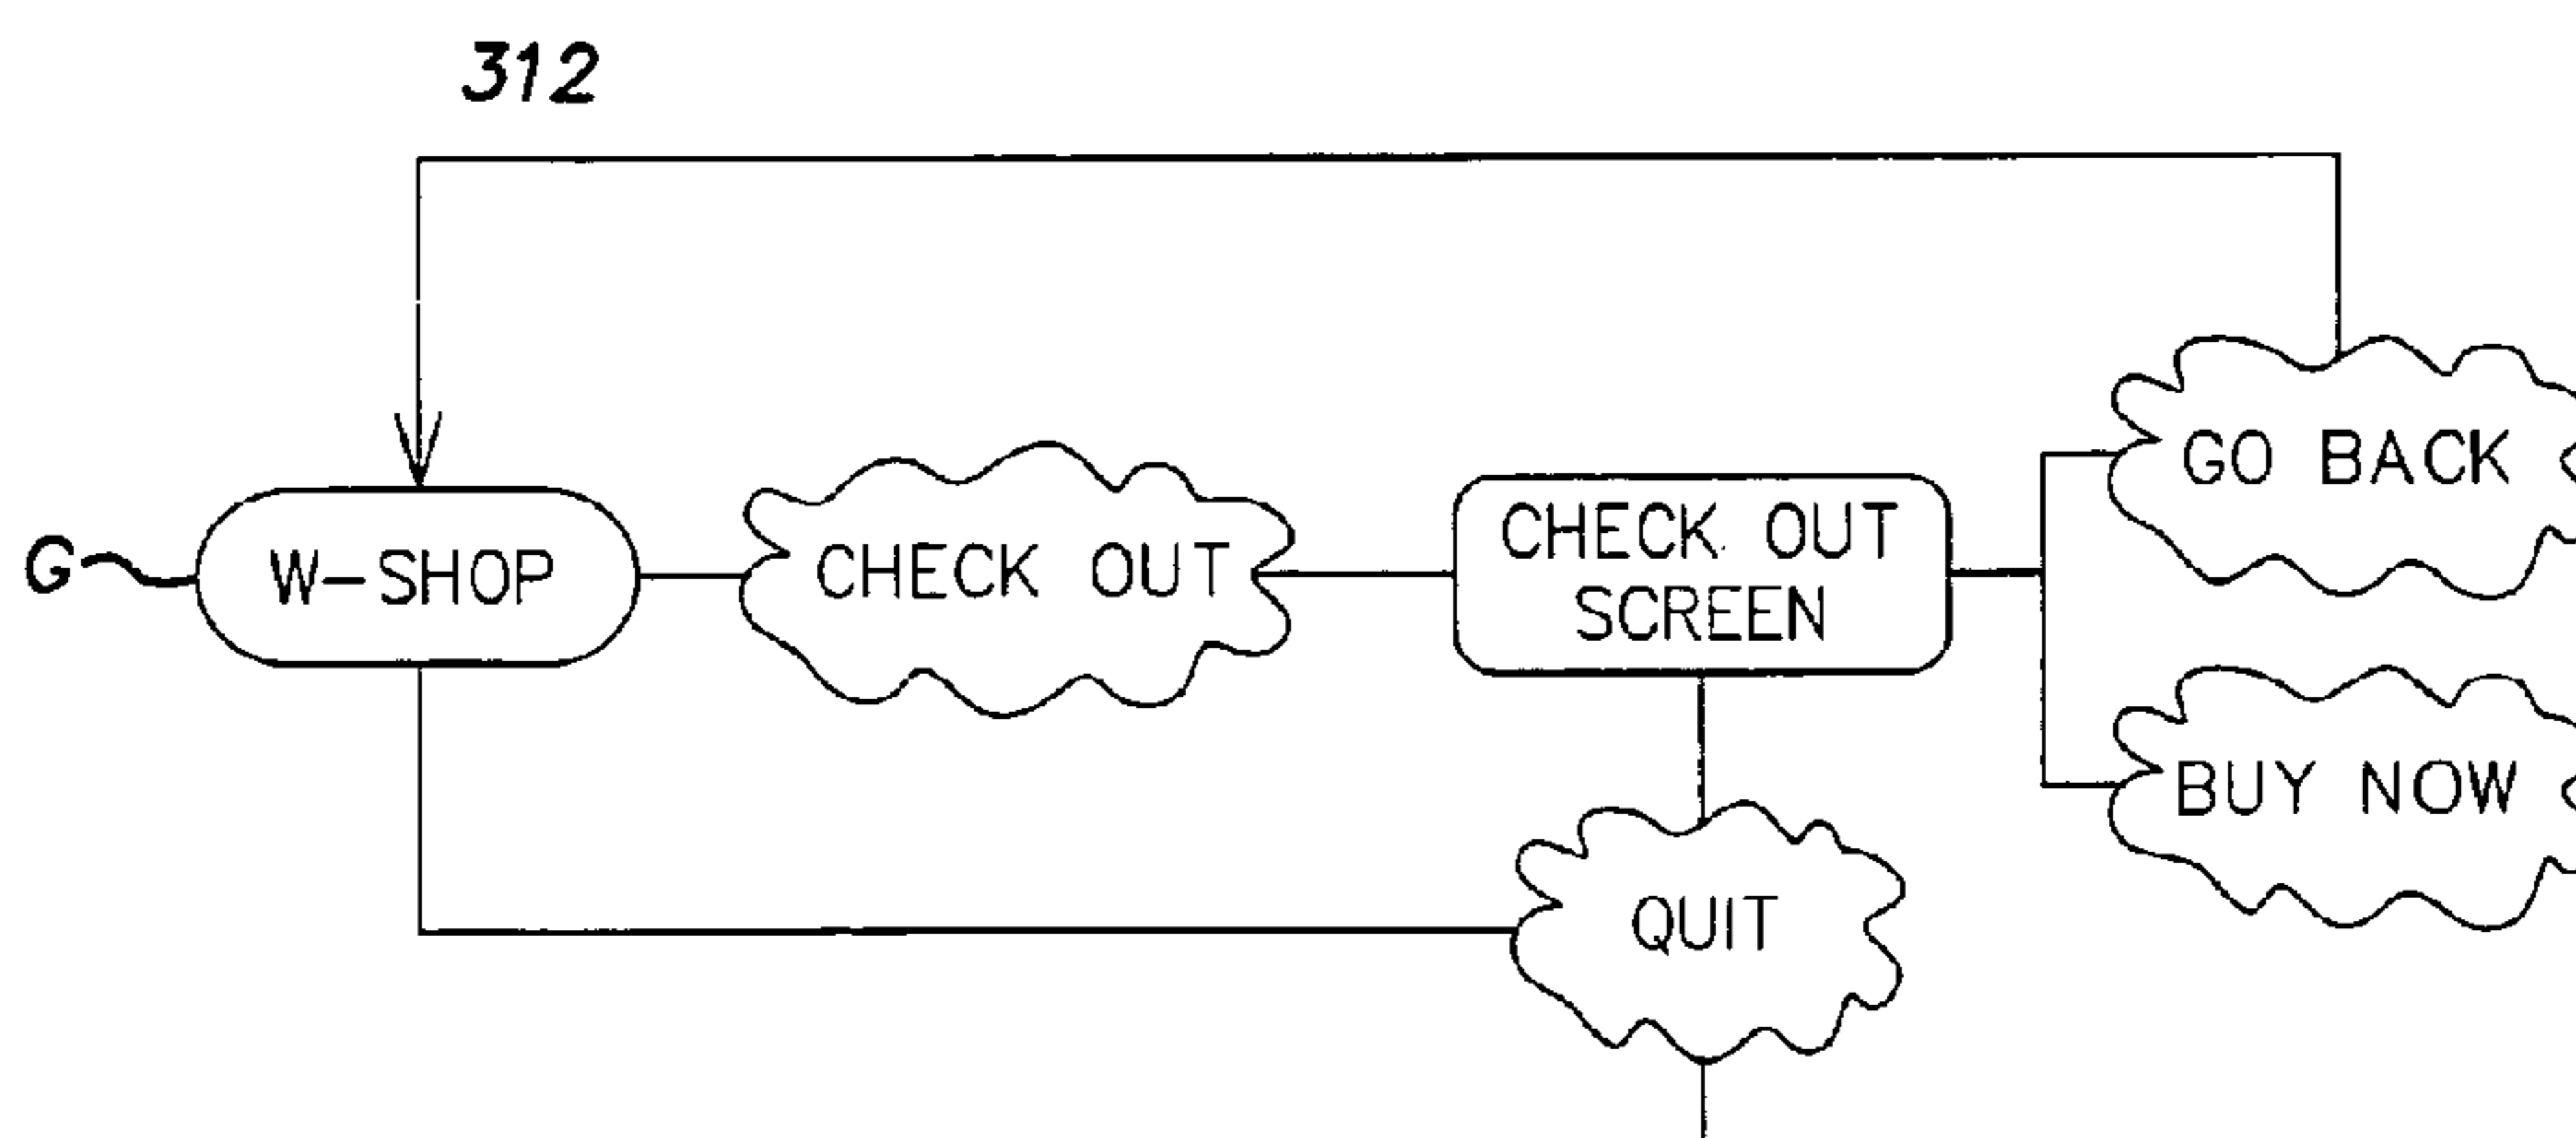 312
G
W-SHOP
CHECK OUT
CHECK OUT
SCREEN
GO BACK
BUY NOW
QUIT